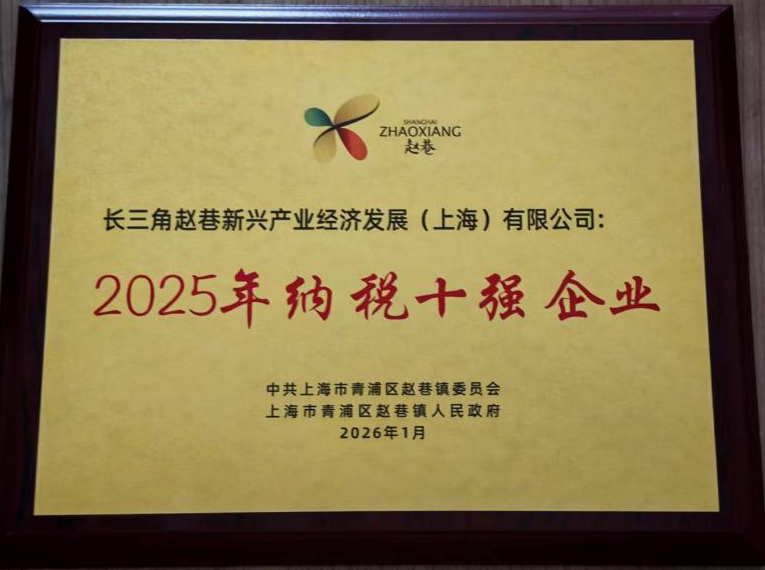 SHANGHAI
ZHAOXIANG
赵巷
长三角赵巷新兴产业经济发展（上海）有限公司:
2025年纳税十强企业
中共上海市青浦区赵巷镇委员会
上海市青浦区赵巷镇人民政府
2026年1月